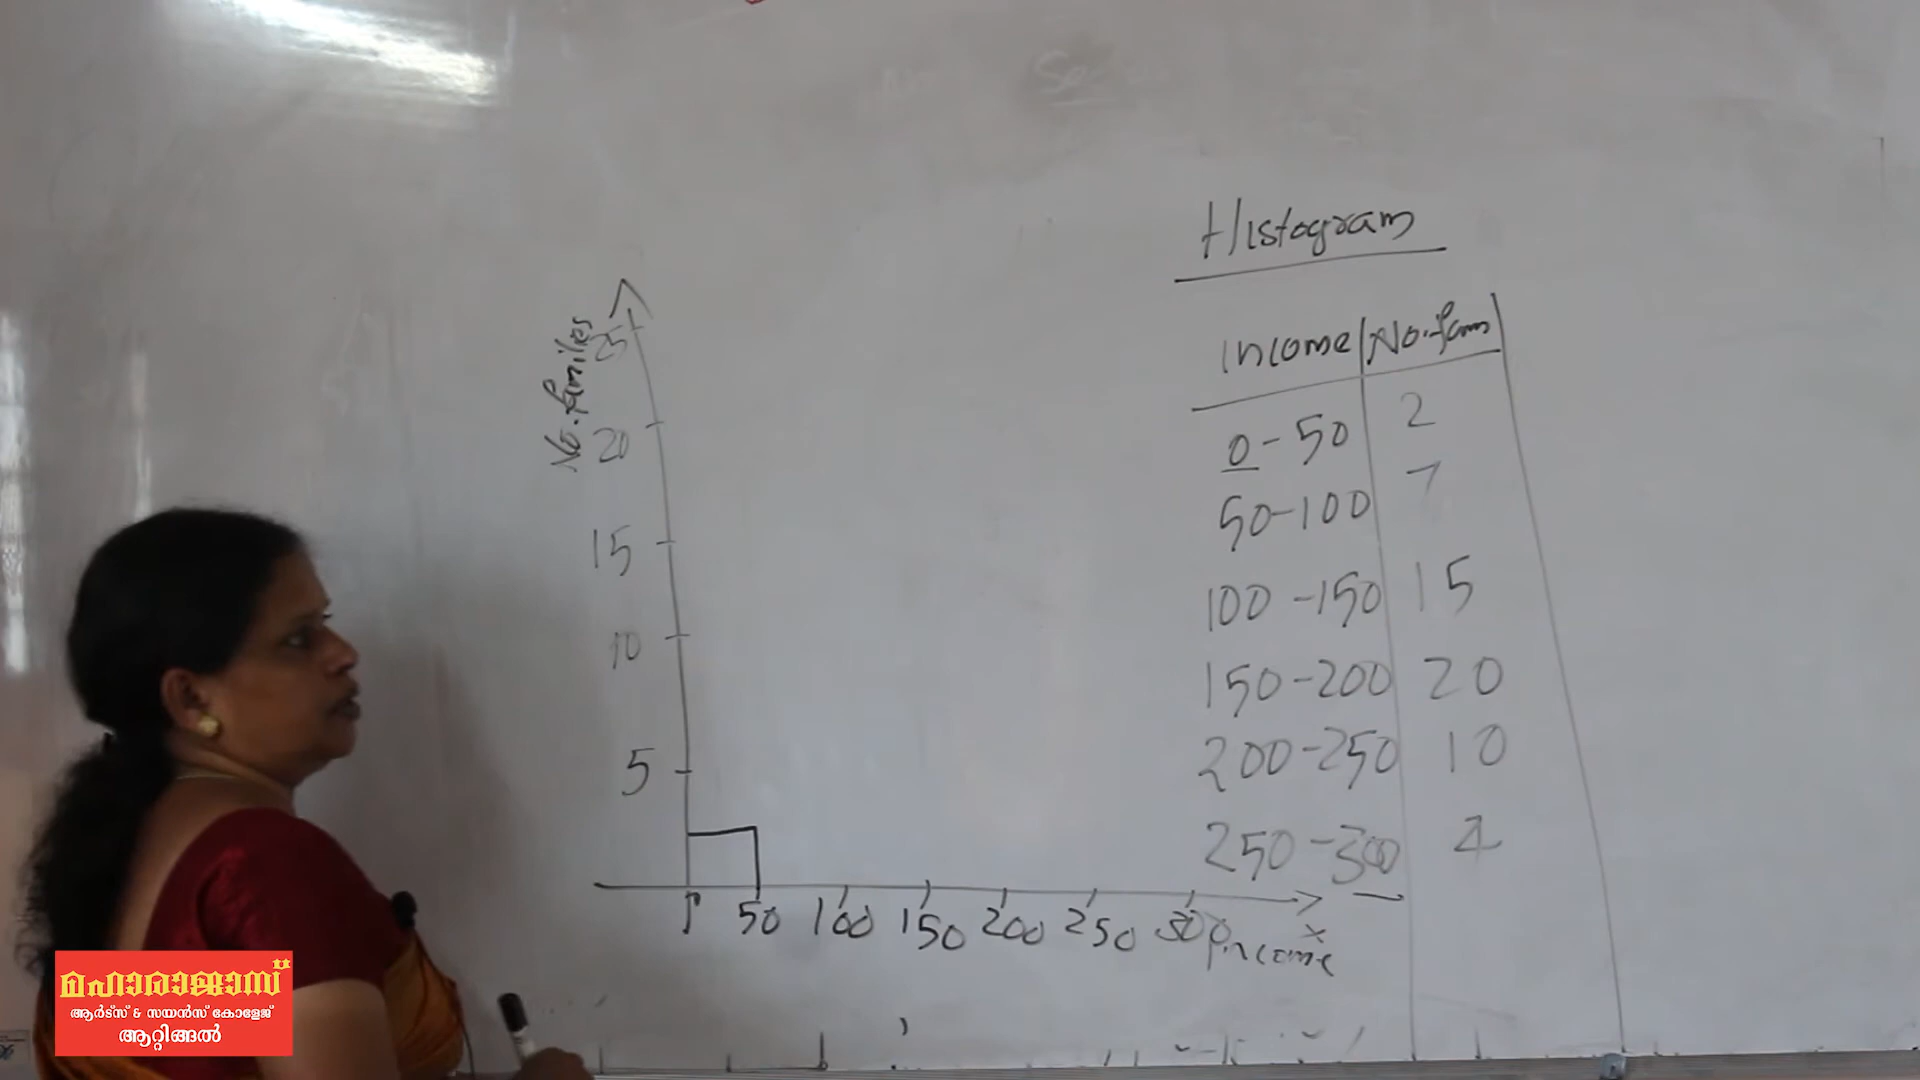 Histogram
Income No. fam
0-50 2
50-100 7
100-150 15
150-200 20
200-250 10
250-300 4
No. families
25
20
15
10
5
50 100 150 200 250 300
x
income
മഹാരാജാസ്
ആർട്സ് & സയൻസ് കോളേജ്
ആറ്റിങ്ങൽ